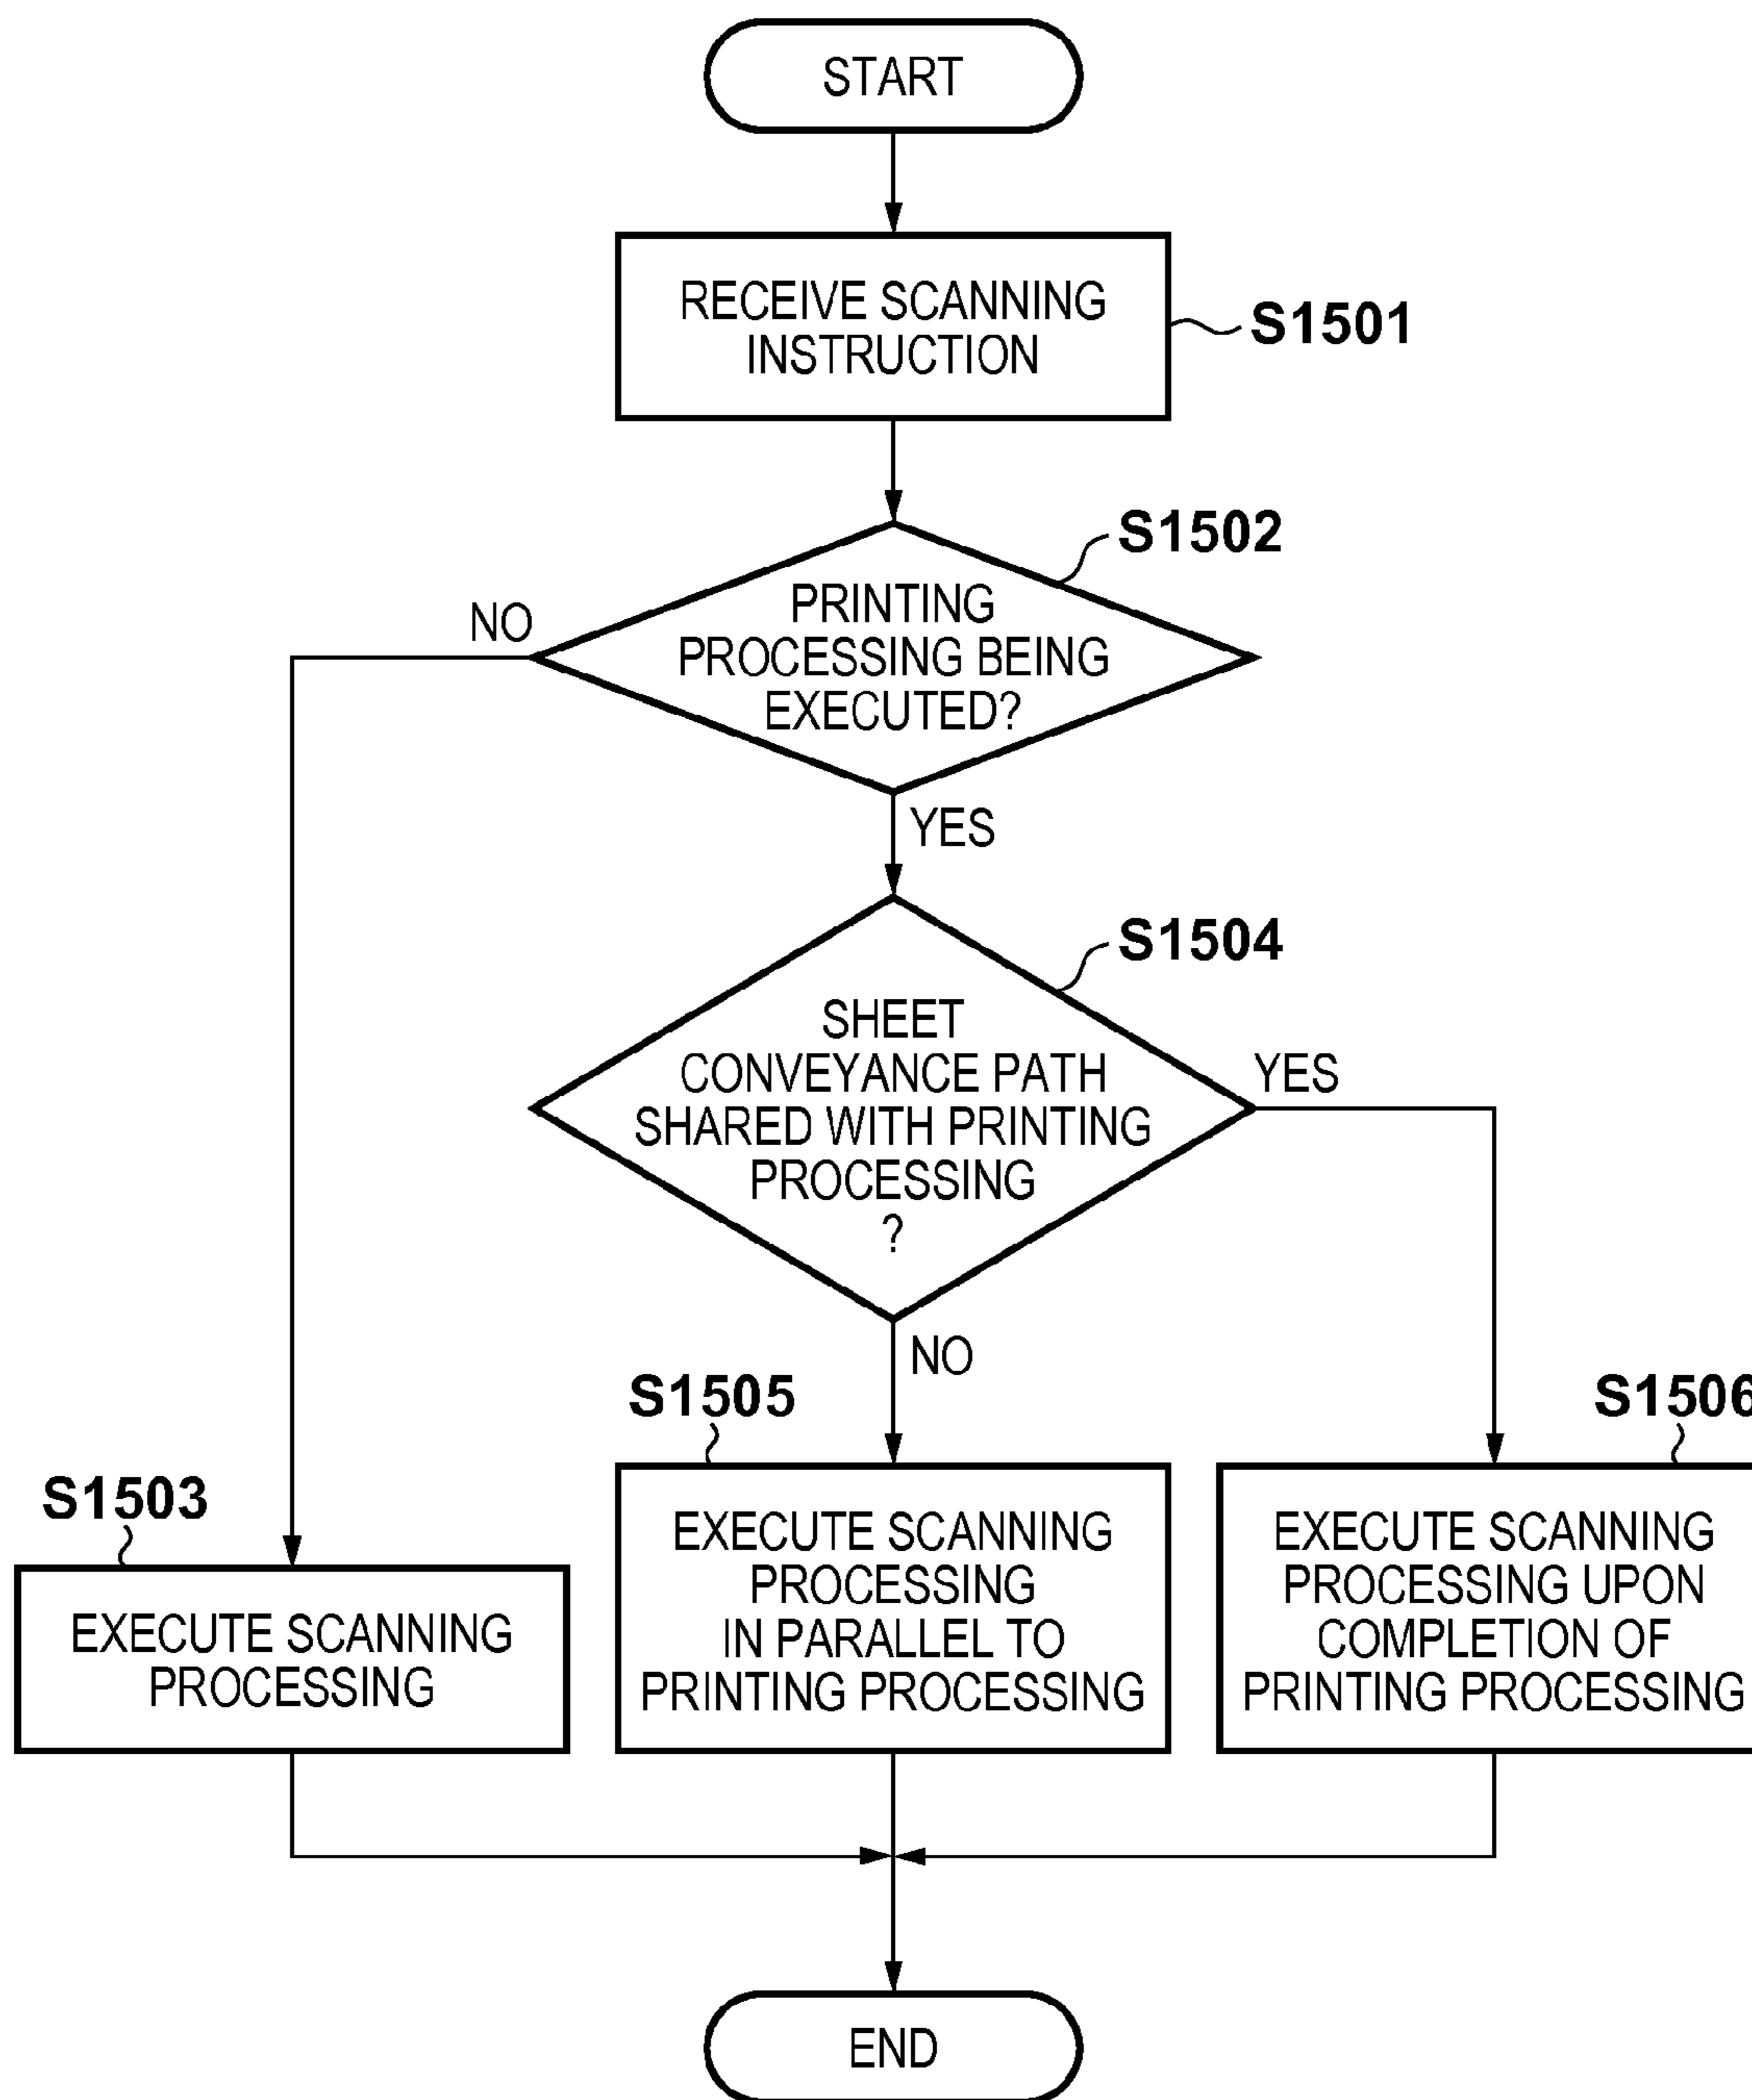 START
RECEIVE SCANNING
INSTRUCTION
S1501
S1502
PRINTING
PROCESSING BEING
EXECUTED?
NO
YES
S1504
SHEET
CONVEYANCE PATH
SHARED WITH PRINTING
PROCESSING
?
YES
NO
S1503
EXECUTE SCANNING
PROCESSING
S1505
EXECUTE SCANNING
PROCESSING
IN PARALLEL TO
PRINTING PROCESSING
S1506
EXECUTE SCANNING
PROCESSING UPON
COMPLETION OF
PRINTING PROCESSING
END